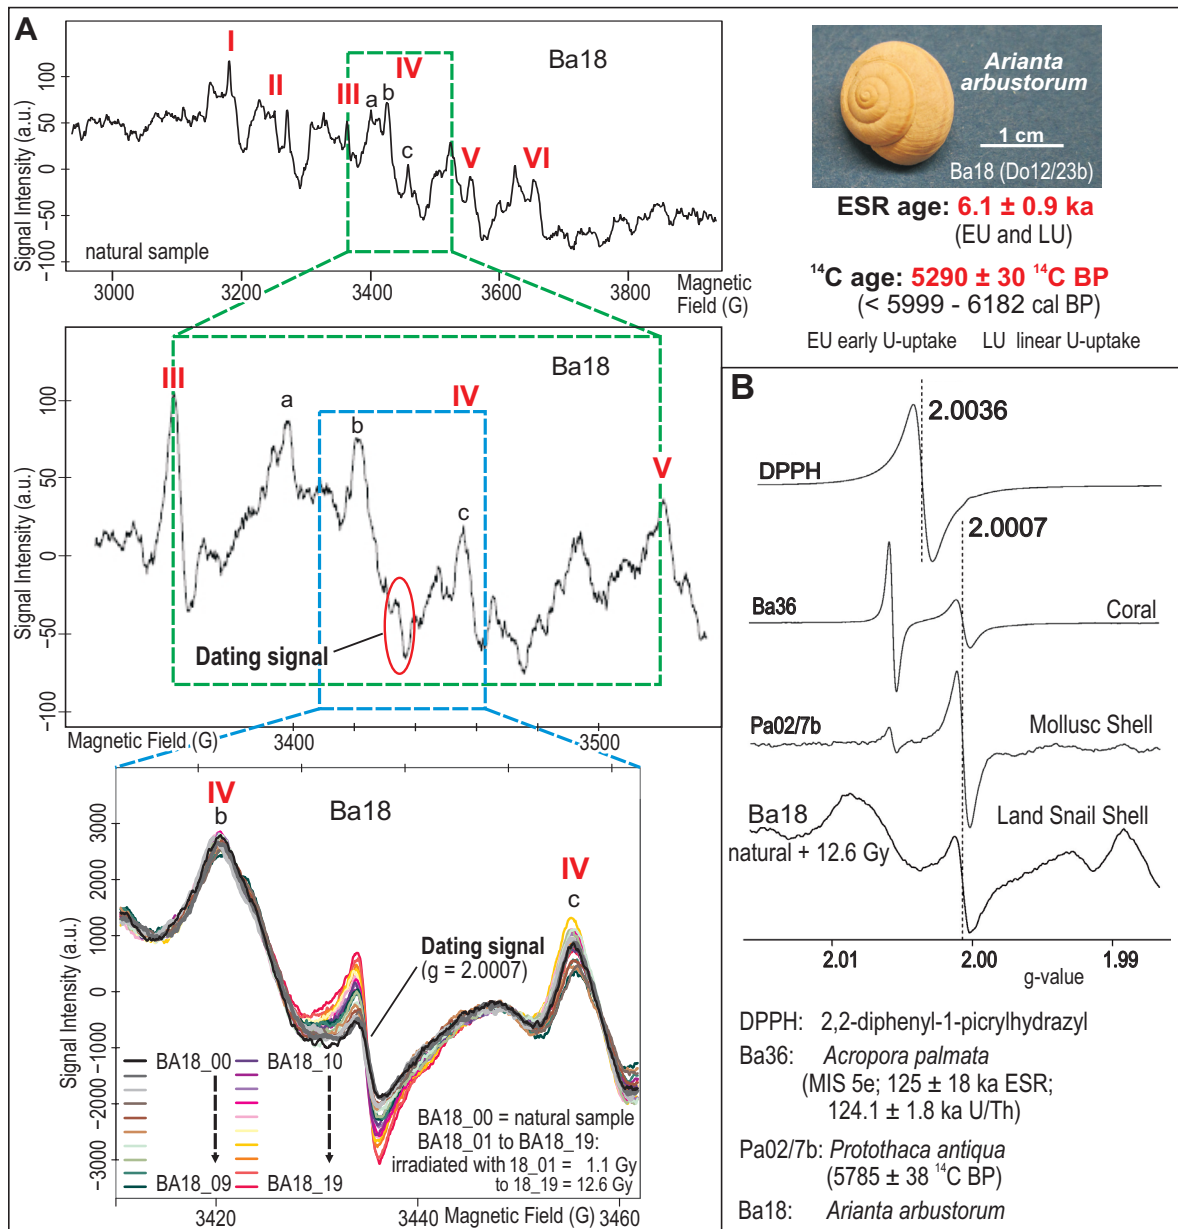 A
I
II
III
IV
a
b
c
V
VI
Ba18
100
50
0
−50
−100
Signal Intensity (a.u.)
natural sample
3000
3200
3400
3600
3800
Magnetic
Field (G)
Arianta
arbustorum
1 cm
Ba18 (Do12/23b)
ESR age: 6.1 ± 0.9 ka
(EU and LU)
14C age: 5290 ± 30 14C BP
(< 5999 - 6182 cal BP)
EU early U-uptake LU linear U-uptake
Ba18
III
a
b
IV
c
V
100
50
0
−50
−100
Signal Intensity (a.u.)
Dating signal
Magnetic Field (G)
3400
3500
IV
b
Ba18
IV
c
3000
2000
1000
0
−1000
−2000
−3000
Signal Intensity (a.u.)
Dating signal
(g = 2.0007)
BA18_00
BA18_10
BA18_09
BA18_19
BA18_00 = natural sample
BA18_01 to BA18_19:
irradiated with 18_01 = 1.1 Gy
to 18_19 = 12.6 Gy
3420
3440
Magnetic Field (G)
3460
B
2.0036
DPPH
2.0007
Ba36
Coral
Pa02/7b
Mollusc Shell
Ba18
Land Snail Shell
natural + 12.6 Gy
2.01
2.00
1.99
g-value
DPPH: 2,2-diphenyl-1-picrylhydrazyl
Ba36: Acropora palmata
(MIS 5e; 125 ± 18 ka ESR;
124.1 ± 1.8 ka U/Th)
Pa02/7b: Protothaca antiqua
(5785 ± 38 14C BP)
Ba18: Arianta arbustorum